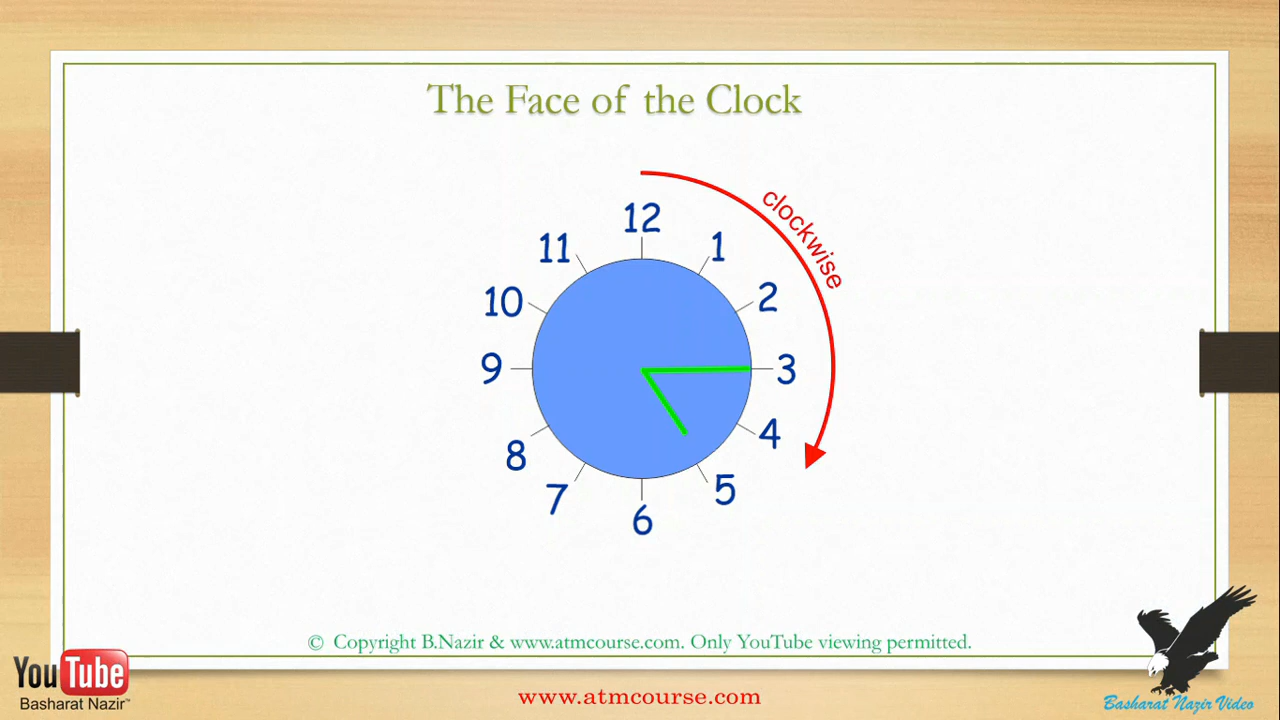 The Face of the Clock
clockwise
12
11
1
10
2
9
3
8
4
7
5
6
© Copyright B.Nazir & www.atmcourse.com. Only YouTube viewing permitted.
YouTube
Basharat Nazir™
www.atmcourse.com
Basharat Nazir Video